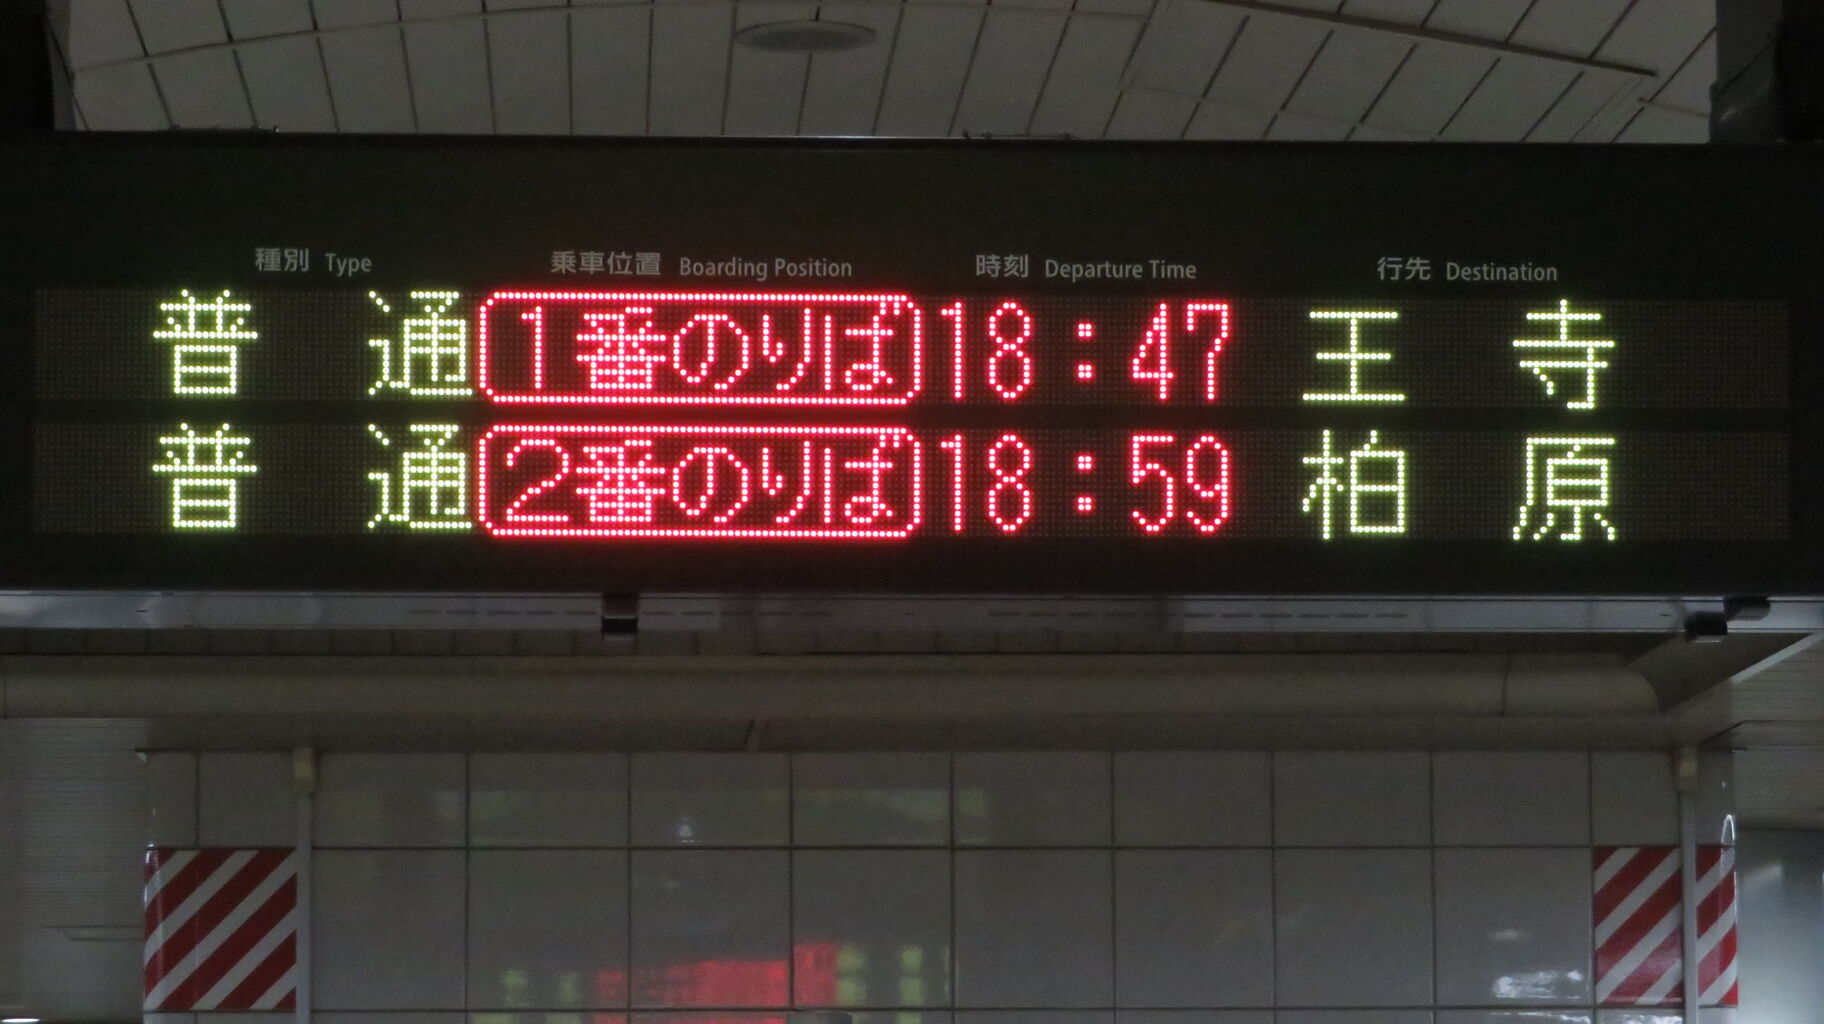 種別 Type 乗車位置 Boarding Position 時刻 Departure Time 行先 Destination
普通 1番のりば 18:47 王寺
普通 2番のりば 18:59 柏原